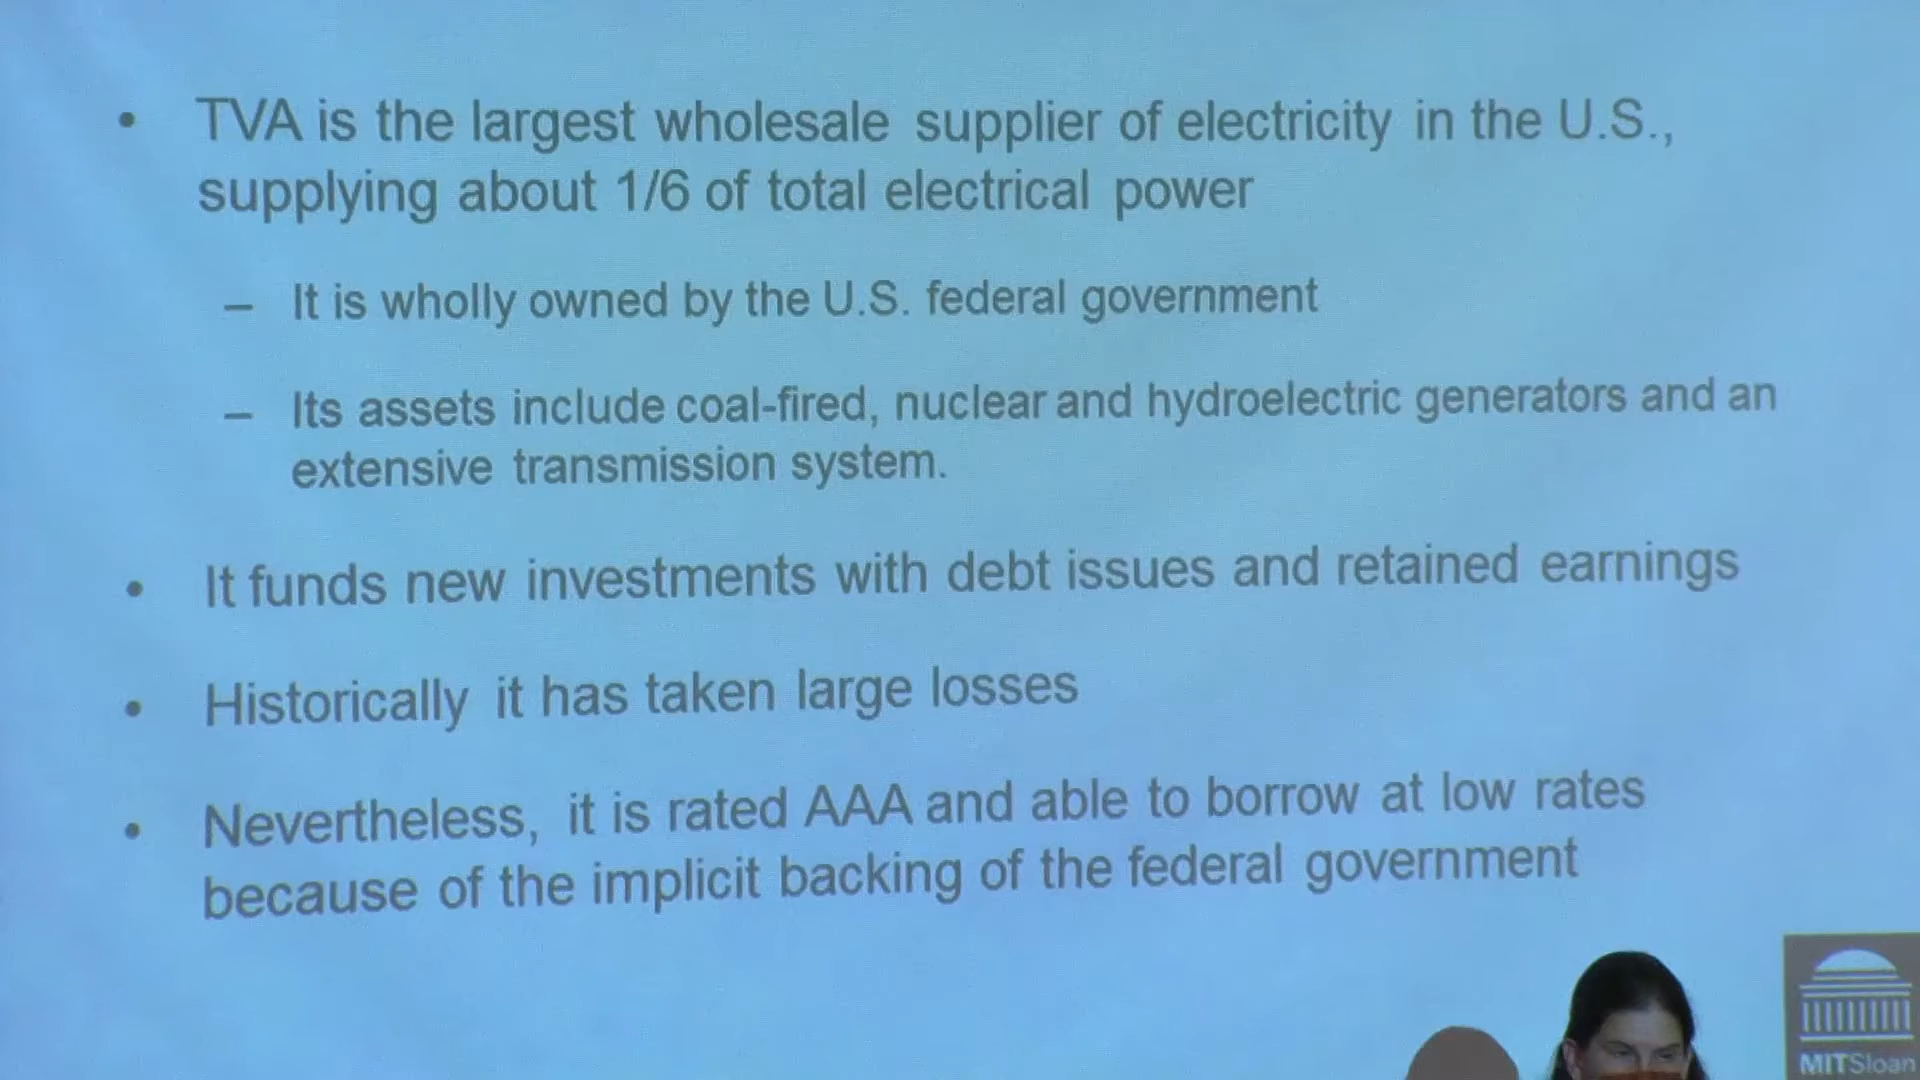 • TVA is the largest wholesale supplier of electricity in the U.S.,
supplying about 1/6 of total electrical power
– It is wholly owned by the U.S. federal government
– Its assets include coal-fired, nuclear and hydroelectric generators and an
extensive transmission system.
• It funds new investments with debt issues and retained earnings
• Historically it has taken large losses
• Nevertheless, it is rated AAA and able to borrow at low rates
because of the implicit backing of the federal government
MITSloan